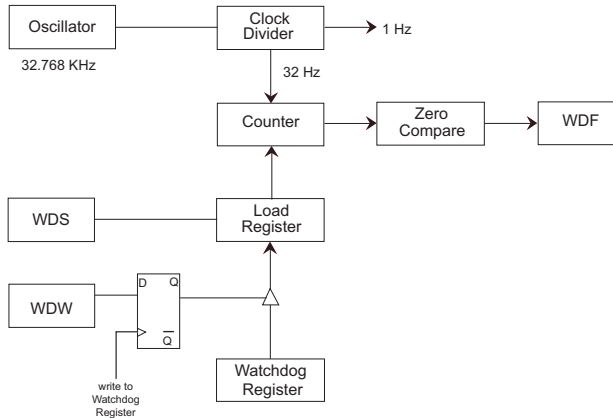 Oscillator
Clock
Divider
1 Hz
32.768 KHz
32 Hz
Counter
Zero
Compare
WDF
WDS
Load
Register
D Q
WDW
Q
write to
Watchdog
Register
Watchdog
Register